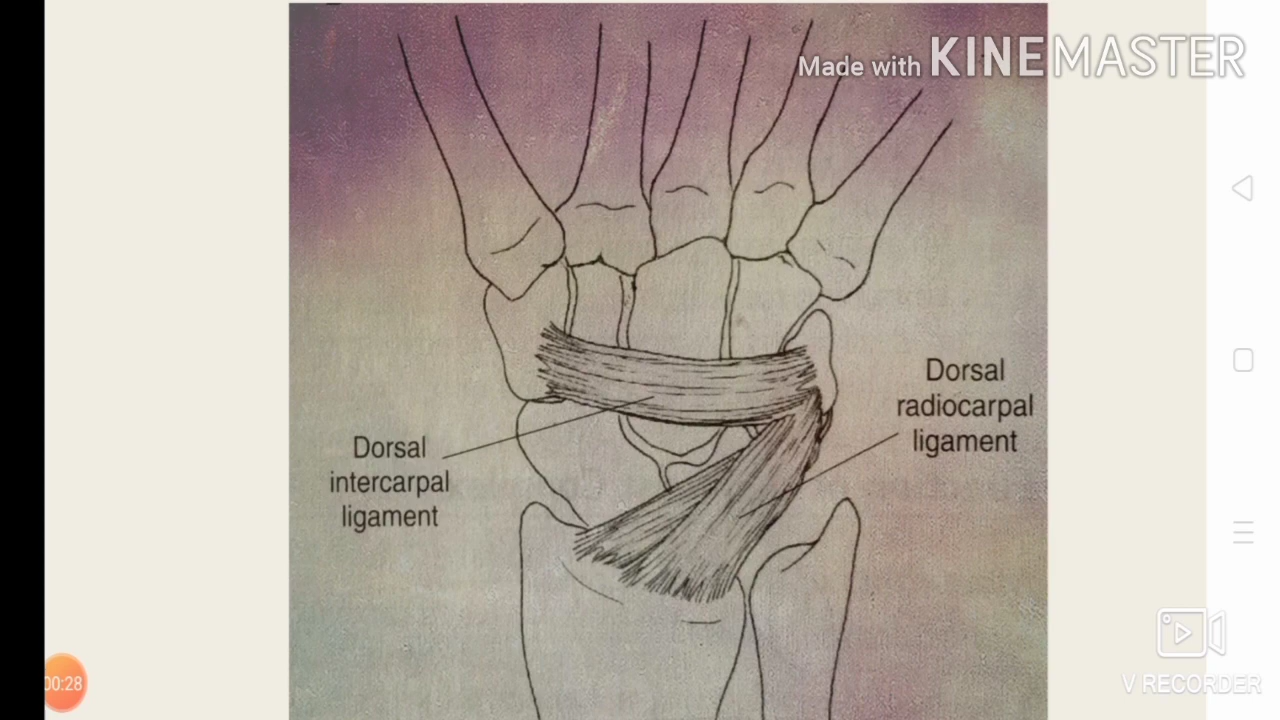 Made with KINEMASTER
Dorsal
radiocarpal
ligament
Dorsal
intercarpal
ligament
00:28
V RECORDER